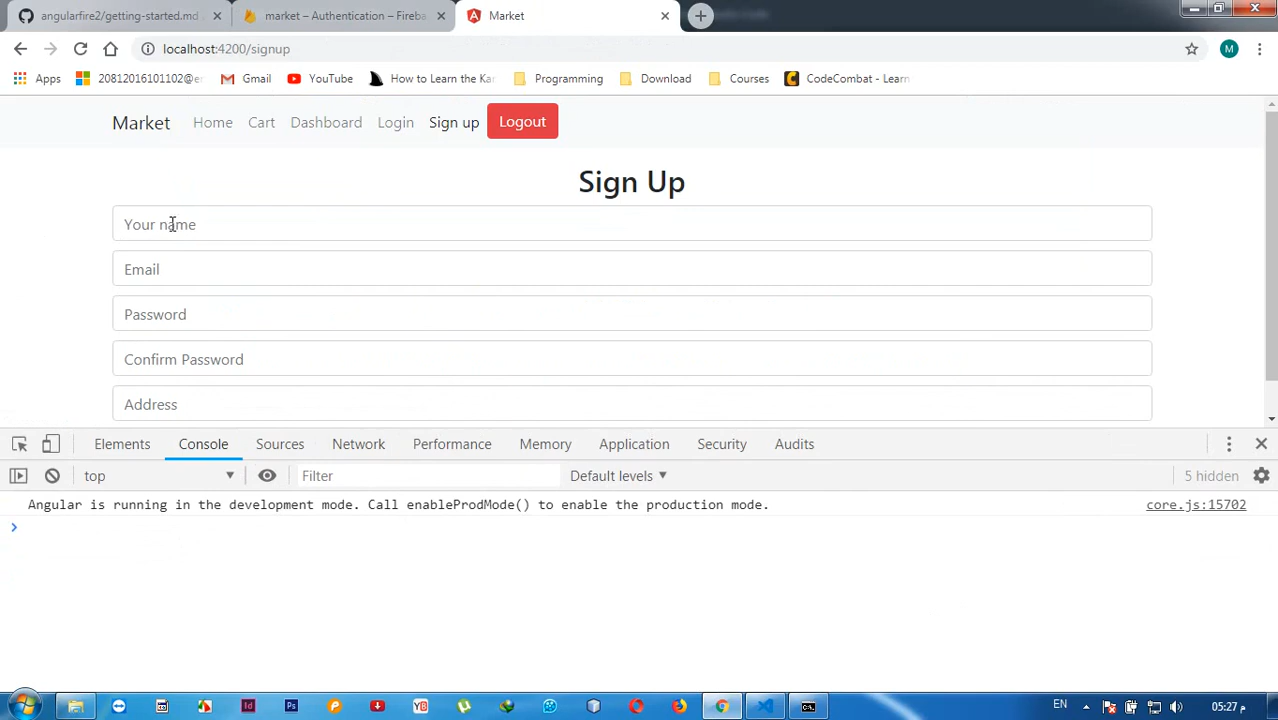 angularfire2/getting-started.md
market – Authentication – Fireba
Market
localhost:4200/signup
M
Apps
20812016101102@e
Gmail
YouTube
How to Learn the Ka
Programming
Download
Courses
CodeCombat - Learn
Market
Home
Cart
Dashboard
Login
Sign up
Logout
Sign Up
Your name
Email
Password
Confirm Password
Address
Elements
Console
Sources
Network
Performance
Memory
Application
Security
Audits
top
Filter
Default levels
5 hidden
Angular is running in the development mode. Call enableProdMode() to enable the production mode.
core.js:15702
EN
05:27 م